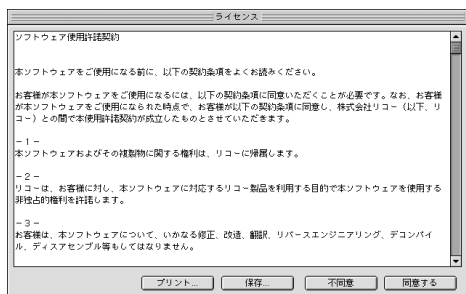 ライセンス
ソフトウェア使用許諾契約
本ソフトウェアをご使用になる前に、以下の契約条項をよくお読みください。
お客様が本ソフトウェアをご使用になるには、以下の契約条項に同意いただくことが必要です。なお、お客様
が本ソフトウェアをご使用になられた時点で、お客様が以下の契約条項に同意し、株式会社リコー（以下、リ
コー）との間で本使用許諾契約が成立したものとさせていただきます。
－１－
本ソフトウェアおよびその複製物に関する権利は、リコーに帰属します。
－２－
リコーは、お客様に対し、本ソフトウェアに対応するリコー製品を利用する目的で本ソフトウェアを使用する
非独占的権利を許諾します。
－３－
お客様は、本ソフトウェアについて、いかなる修正、改造、翻訳、リバースエンジニアリング、デコンパイ
ル、ディスアセンブル等もしてはなりません。
プリント... 保存... 不同意 同意する